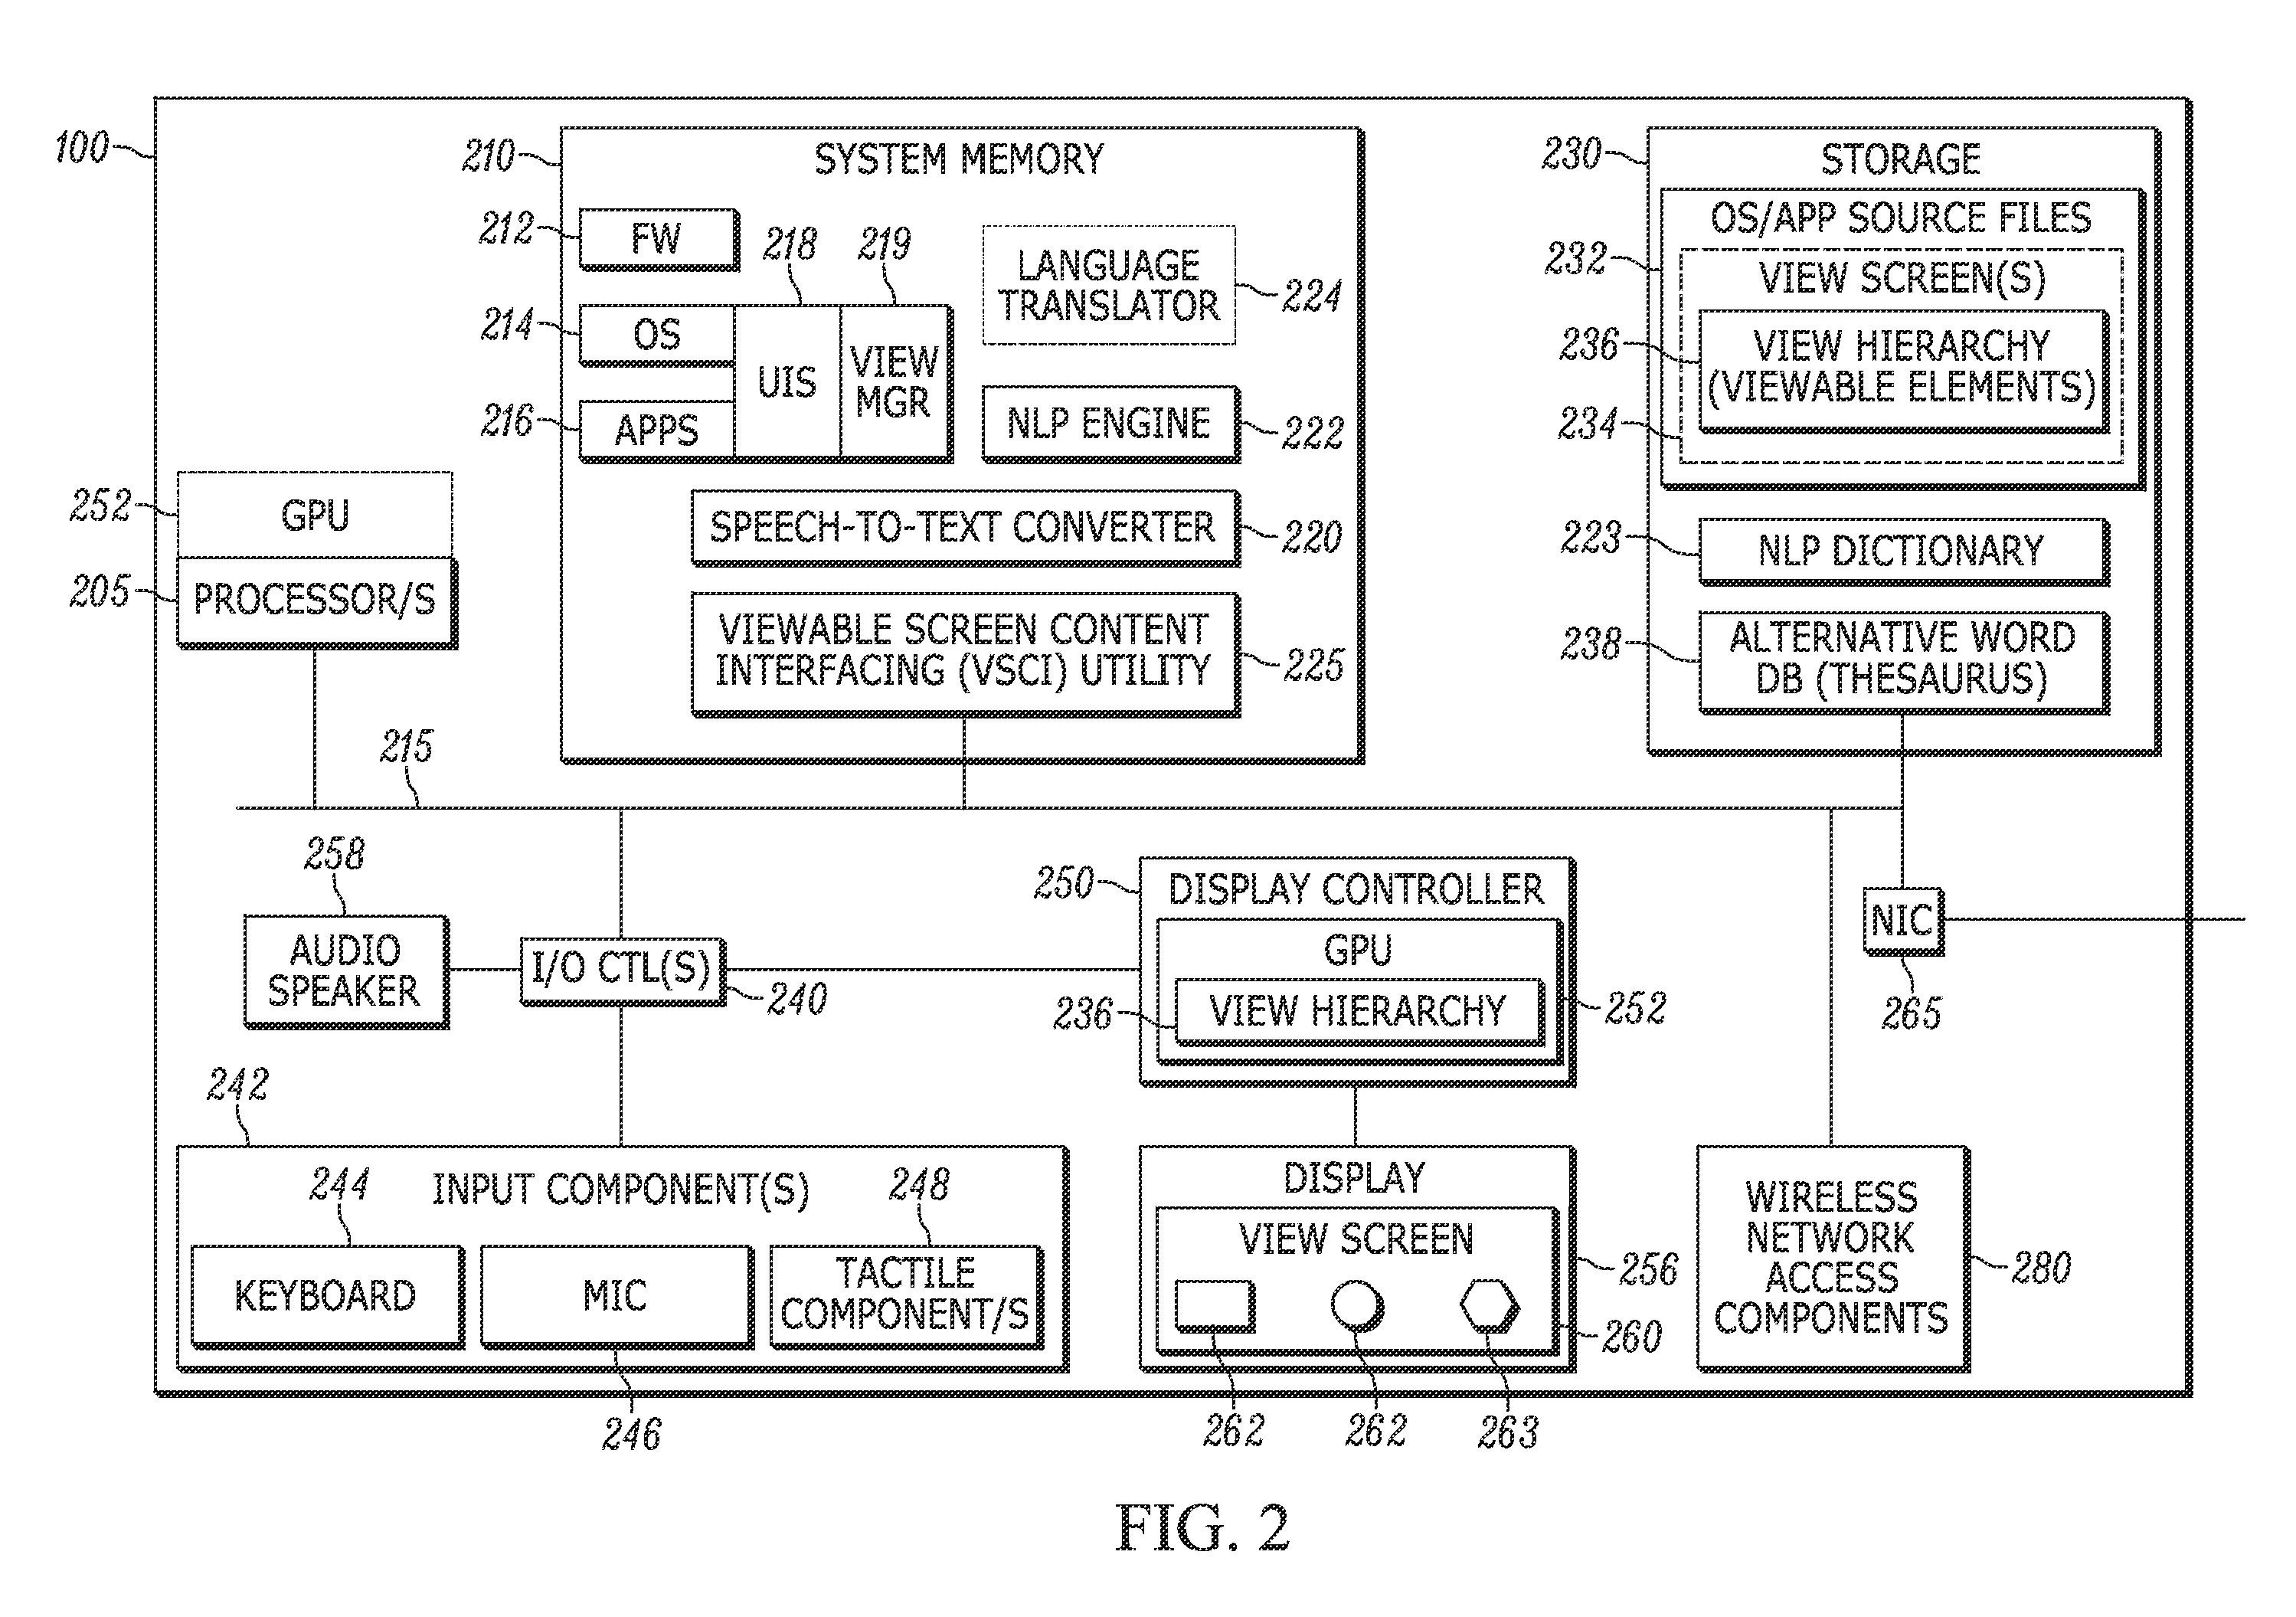 100
210
SYSTEM MEMORY
212
FW
218
219
LANGUAGE
TRANSLATOR
224
214
OS
UIS
VIEW
MGR
216
APPS
NLP ENGINE
222
SPEECH-TO-TEXT CONVERTER
220
VIEWABLE SCREEN CONTENT
INTERFACING (VSCI) UTILITY
225
230
STORAGE
OS/APP SOURCE FILES
232
VIEW SCREEN(S)
236
VIEW HIERARCHY
(VIEWABLE ELEMENTS)
234
223
NLP DICTIONARY
238
ALTERNATIVE WORD
DB (THESAURUS)
252
GPU
205
PROCESSOR/S
215
258
AUDIO
SPEAKER
I/O CTL(S)
240
250
DISPLAY CONTROLLER
GPU
236
VIEW HIERARCHY
252
NIC
265
242
INPUT COMPONENT(S)
244
248
KEYBOARD
MIC
TACTILE
COMPONENT/S
246
DISPLAY
VIEW SCREEN
256
260
262
262
263
WIRELESS
NETWORK
ACCESS
COMPONENTS
280
FIG. 2